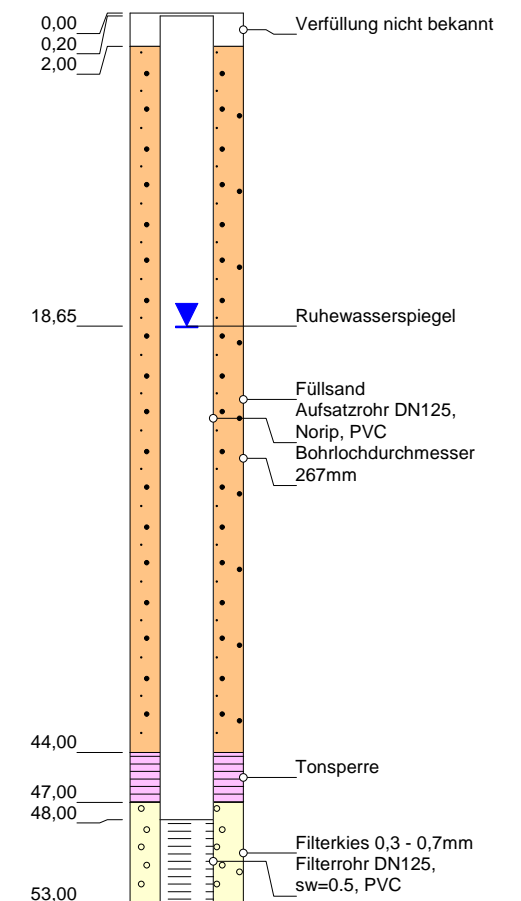 0,00
Verfüllung nicht bekannt
0,20
2,00
18,65
Ruhewasserspiegel
Füllsand
Aufsatzrohr DN125,
Norip, PVC
Bohrlochdurchmesser
267mm
44,00
Tonsperre
47,00
48,00
Filterkies 0,3 - 0,7mm
Filterrohr DN125,
sw=0.5, PVC
53,00